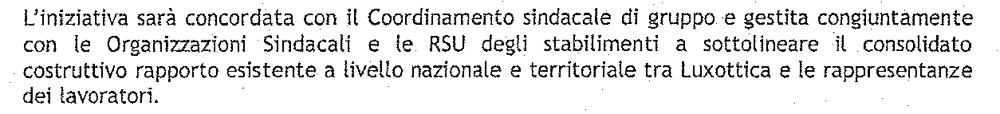 L'iniziativa sarà concordata con il Coordinamento sindacale di gruppo e gestita congiuntamente
con le Organizzazioni Sindacali e le RSU degli stabilimenti a sottolineare il consolidato
costruttivo rapporto esistente a livello nazionale e territoriale tra Luxottica e le rappresentanze
dei lavoratori.